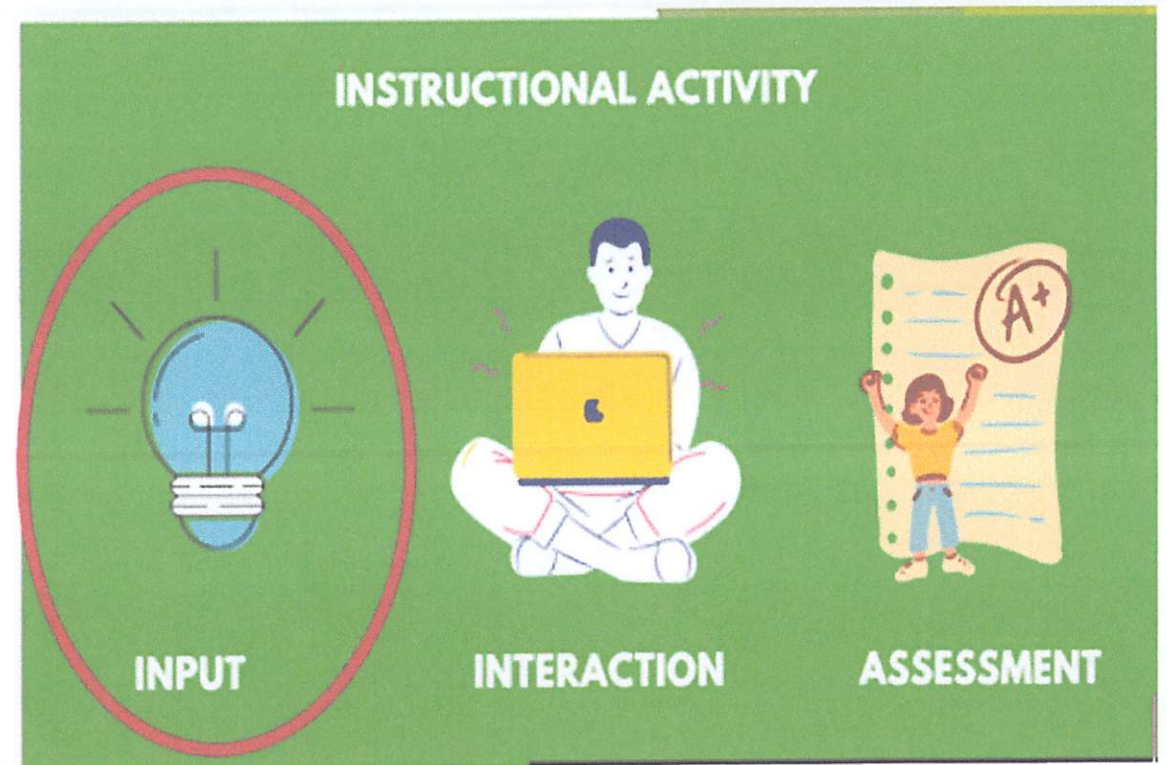 INSTRUCTIONAL ACTIVITY
A+
INPUT
INTERACTION
ASSESSMENT